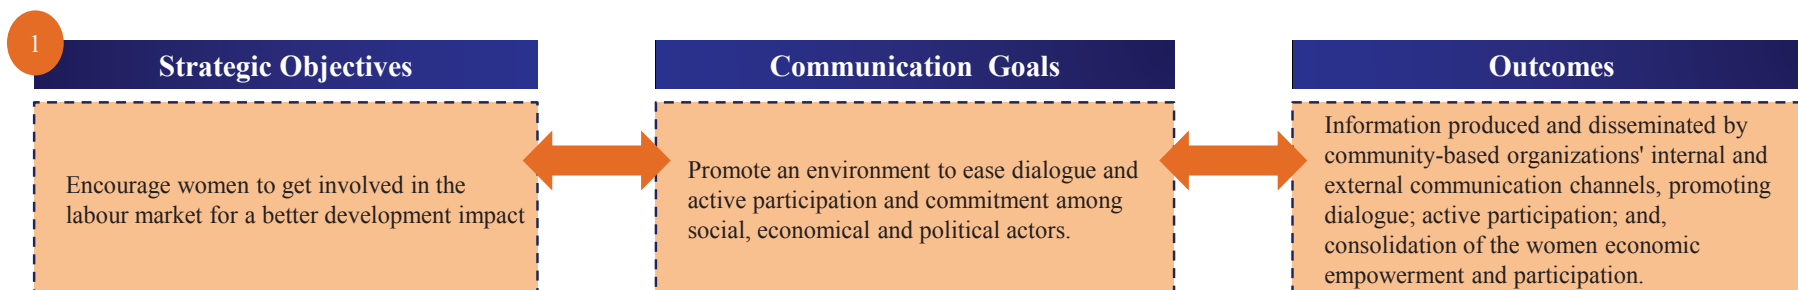 1
Strategic Objectives
Encourage women to get involved in the
labour market for a better development impact
Communication Goals
Promote an environment to ease dialogue and
active participation and commitment among
social, economical and political actors.
Outcomes
Information produced and disseminated by
community-based organizations' internal and
external communication channels, promoting
dialogue; active participation; and,
consolidation of the women economic
empowerment and participation.